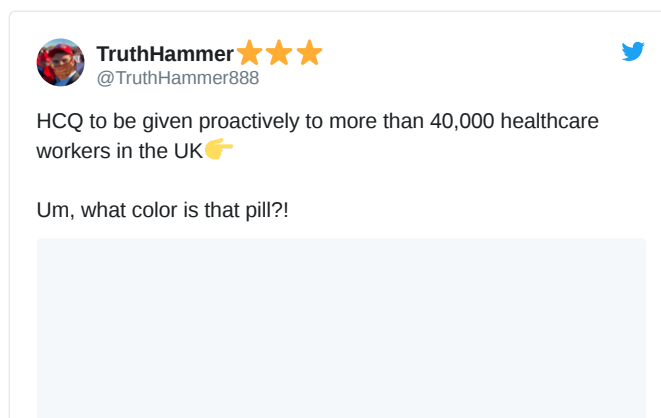 TruthHammer⭐⭐⭐
@TruthHammer888
HCQ to be given proactively to more than 40,000 healthcare
workers in the UK👉
Um, what color is that pill?!